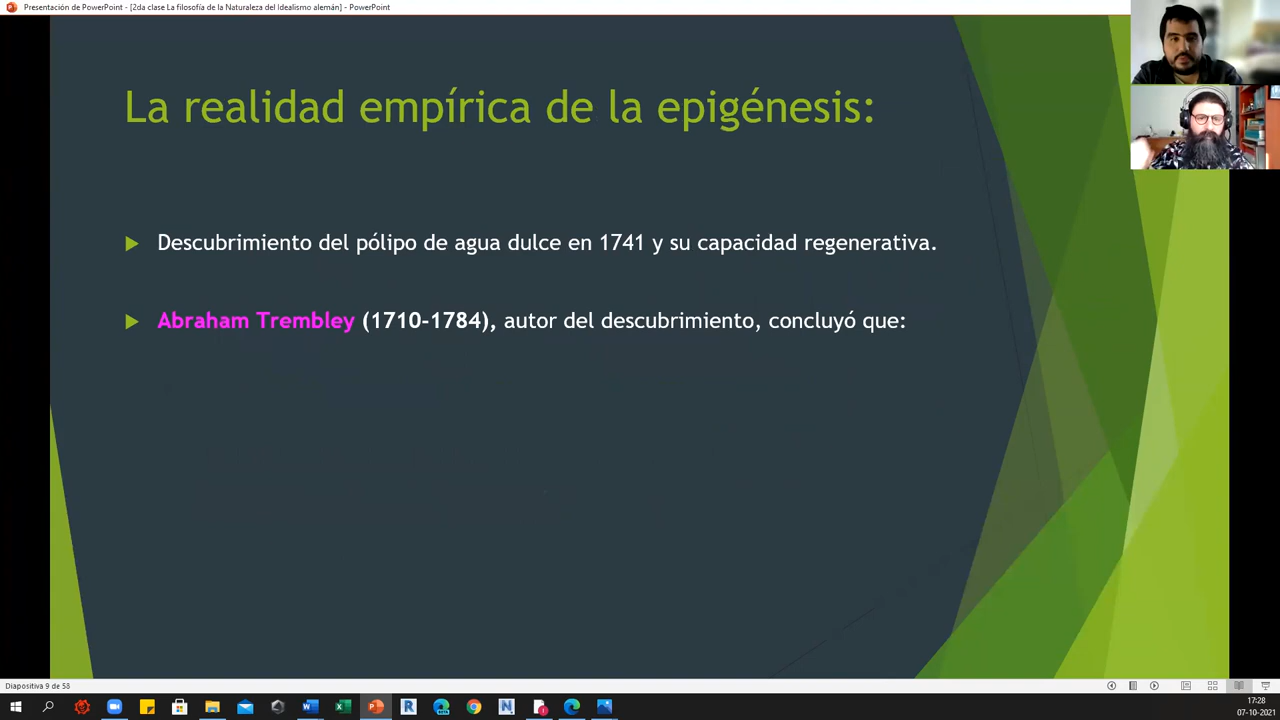 Presentación de PowerPoint - [2da clase La filosofía de la Naturaleza del Idealismo alemán] - PowerPoint
La realidad empírica de la epigénesis:
Descubrimiento del pólipo de agua dulce en 1741 y su capacidad regenerativa.
Abraham Trembley (1710-1784), autor del descubrimiento, concluyó que:
Diapositiva 9 de 58
17:28
07-10-2021